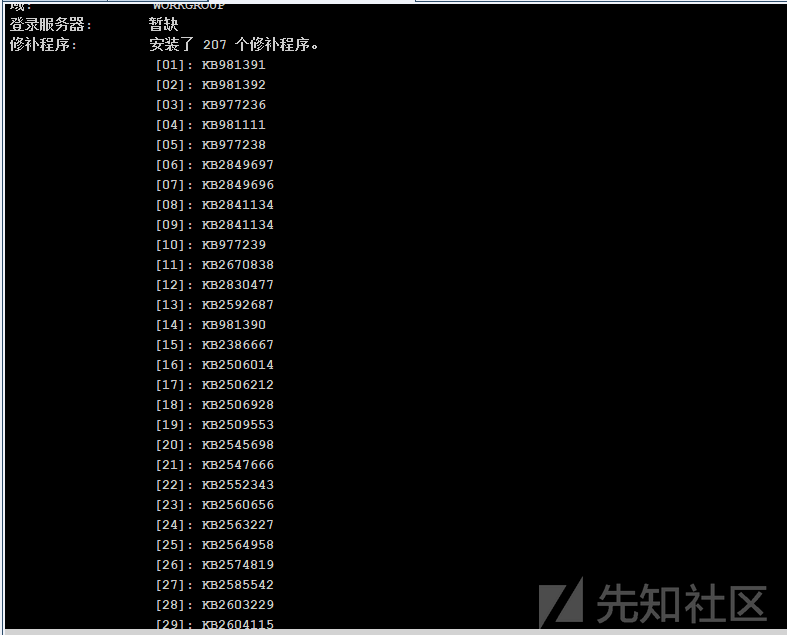 域: WORKGROUP
登录服务器: 暂缺
修补程序: 安装了 207 个修补程序。
[01]: KB981391
[02]: KB981392
[03]: KB977236
[04]: KB981111
[05]: KB977238
[06]: KB2849697
[07]: KB2849696
[08]: KB2841134
[09]: KB2841134
[10]: KB977239
[11]: KB2670838
[12]: KB2830477
[13]: KB2592687
[14]: KB981390
[15]: KB2386667
[16]: KB2506014
[17]: KB2506212
[18]: KB2506928
[19]: KB2509553
[20]: KB2545698
[21]: KB2547666
[22]: KB2552343
[23]: KB2560656
[24]: KB2563227
[25]: KB2564958
[26]: KB2574819
[27]: KB2585542
[28]: KB2603229
[29]: KB2604115
先知社区